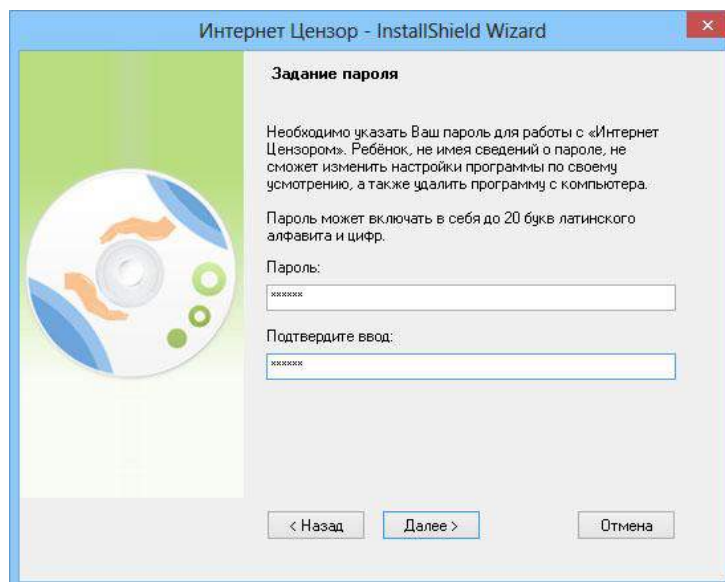 Интернет Цензор - InstallShield Wizard
Задание пароля
Необходимо указать Ваш пароль для работы с «Интернет
Цензором». Ребёнок, не имея сведений о пароле, не
сможет изменить настройки программы по своему
усмотрению, а также удалить программу с компьютера.
Пароль может включать в себя до 20 букв латинского
алфавита и цифр.
Пароль:
******
Подтвердите ввод:
******
< Назад
Далее >
Отмена